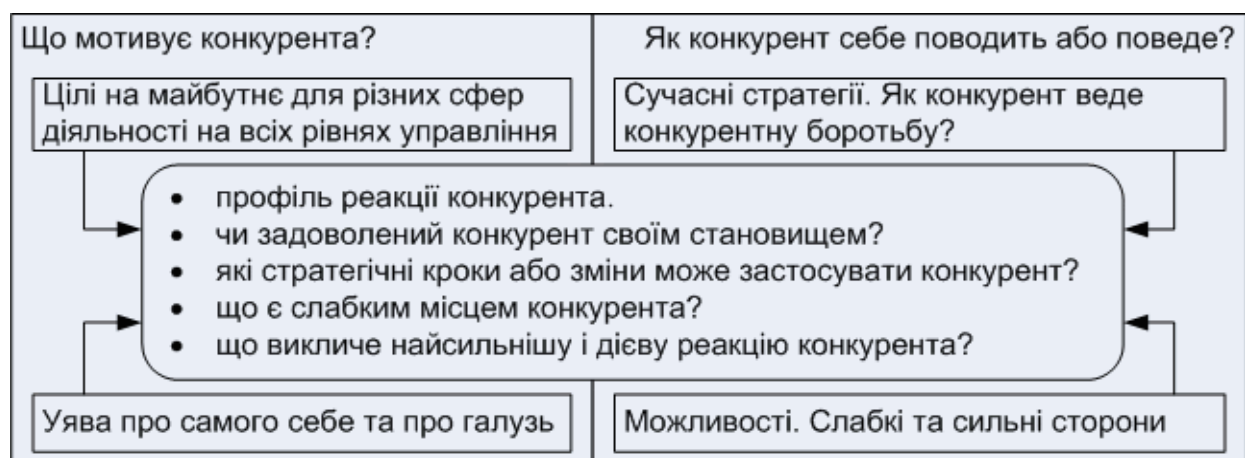 Що мотивує конкурента?
Як конкурент себе поводить або поведе?
Цілі на майбутнє для різних сфер
діяльності на всіх рівнях управління
Сучасні стратегії. Як конкурент веде
конкурентну боротьбу?
• профіль реакції конкурента.
• чи задоволений конкурент своїм становищем?
• які стратегічні кроки або зміни може застосувати конкурент?
• що є слабким місцем конкурента?
• що викличе найсильнішу і дієву реакцію конкурента?
Уява про самого себе та про галузь
Можливості. Слабкі та сильні сторони